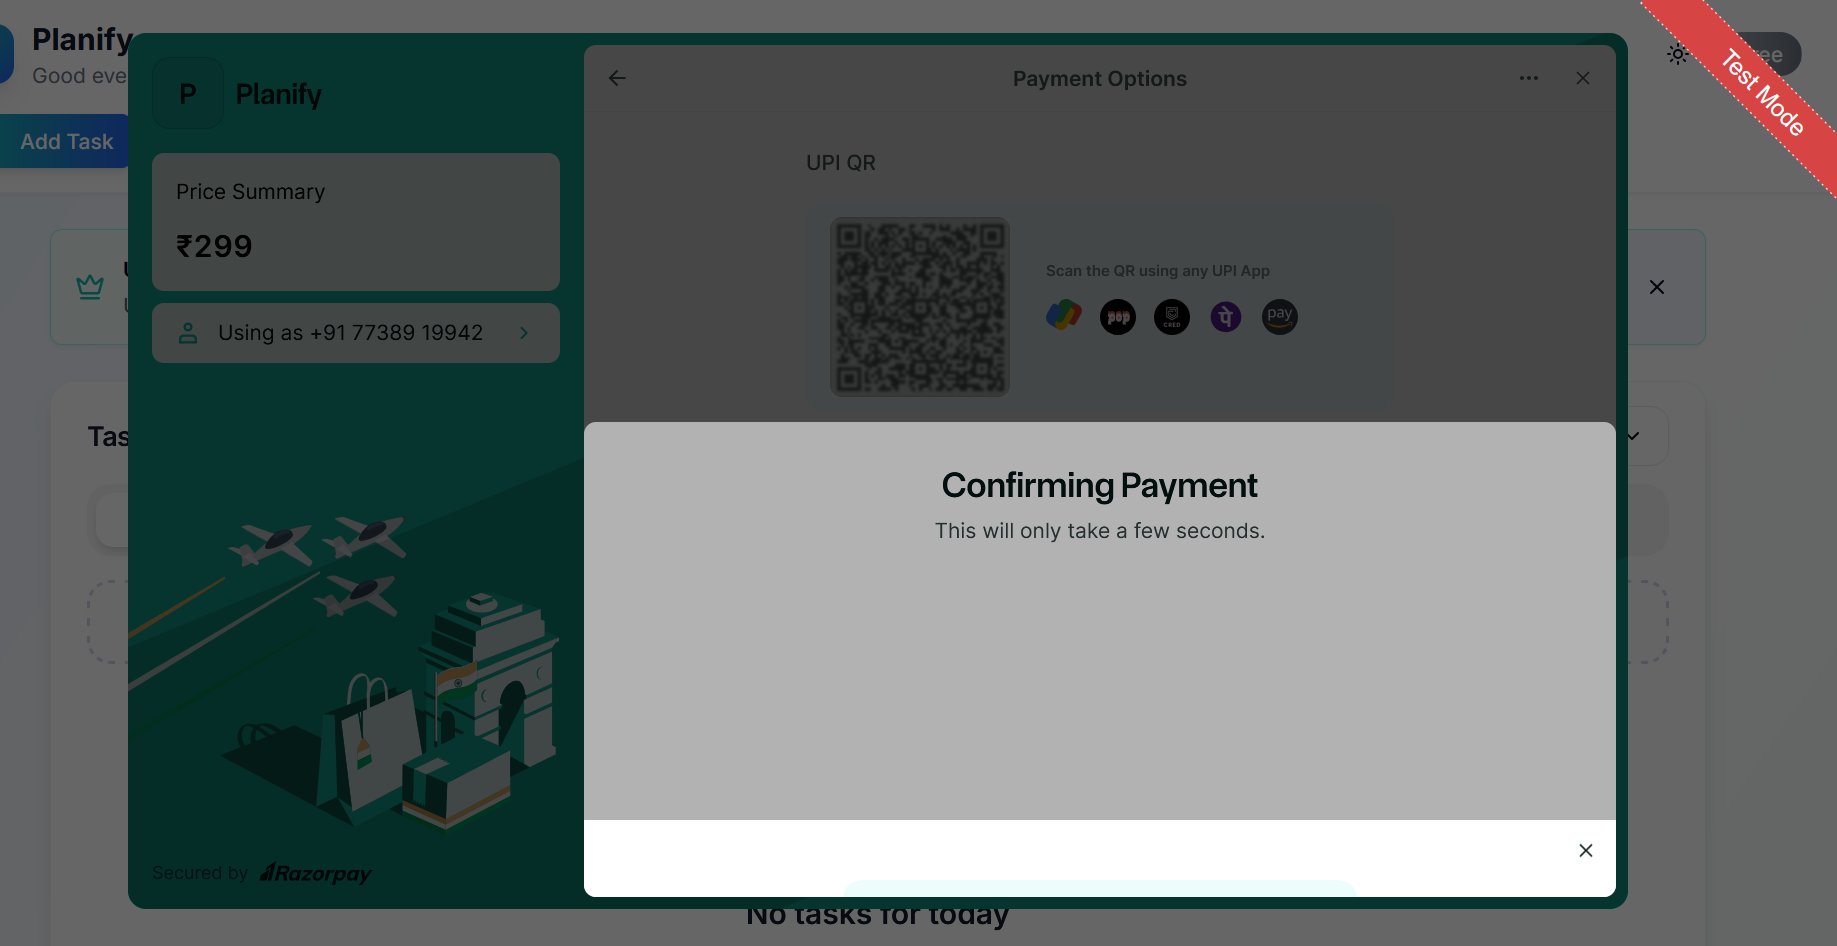 Planify
Good eve
Add Task
P
Planify
Price Summary
₹299
Using as +91 77389 19942
Secured by Razorpay
Payment Options
UPI QR
Scan the QR using any UPI App
pop
CRED
पे
pay
Confirming Payment
This will only take a few seconds.
Test Mode
ee
Tas
No tasks for today